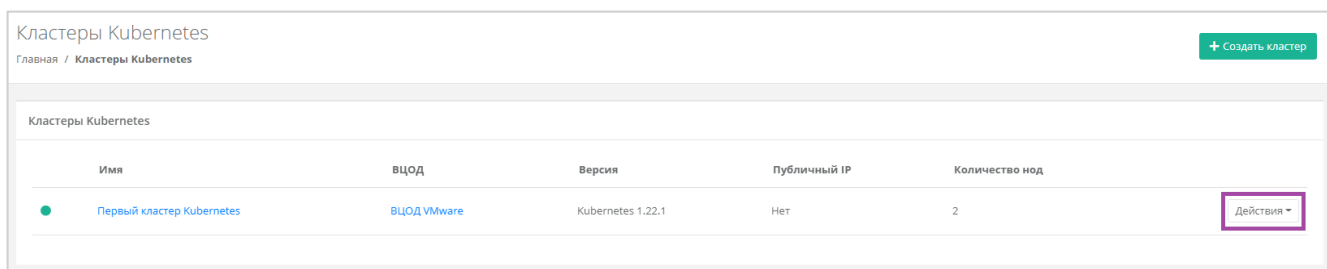 Кластеры Kubernetes
Главная / Кластеры Kubernetes
+ Создать кластер
Кластеры Kubernetes
Имя ВЦОД Версия Публичный IP Количество нод
Первый кластер Kubernetes ВЦОД VMware Kubernetes 1.22.1 Нет 2 Действия